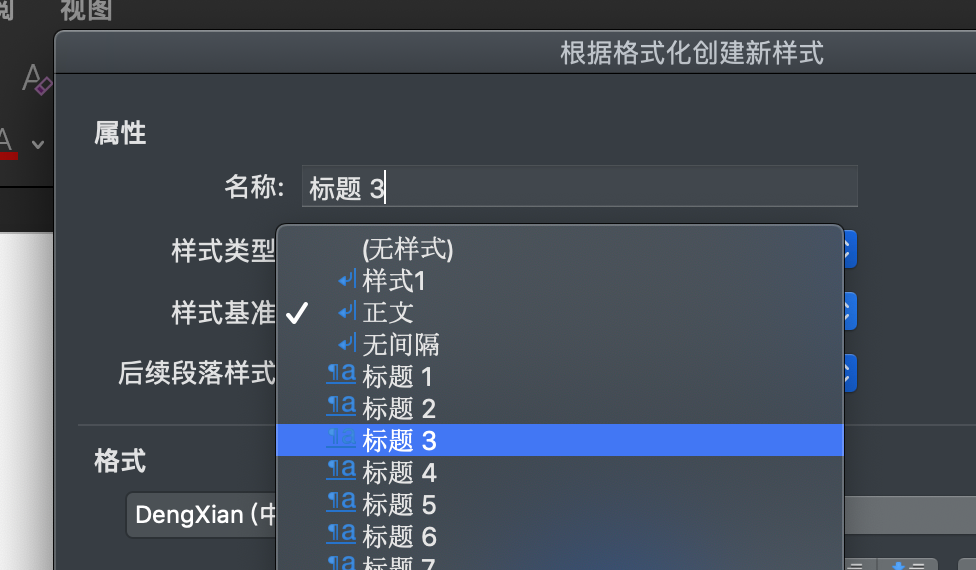 视图
根据格式化创建新样式
属性
名称: 标题 3
样式类型
(无样式)
样式1
样式基准 ✓ 正文
无间隔
后续段落样式
¶a 标题 1
¶a 标题 2
¶a 标题 3
¶a 标题 4
¶a 标题 5
¶a 标题 6
¶a 标题 7
格式
DengXian (中